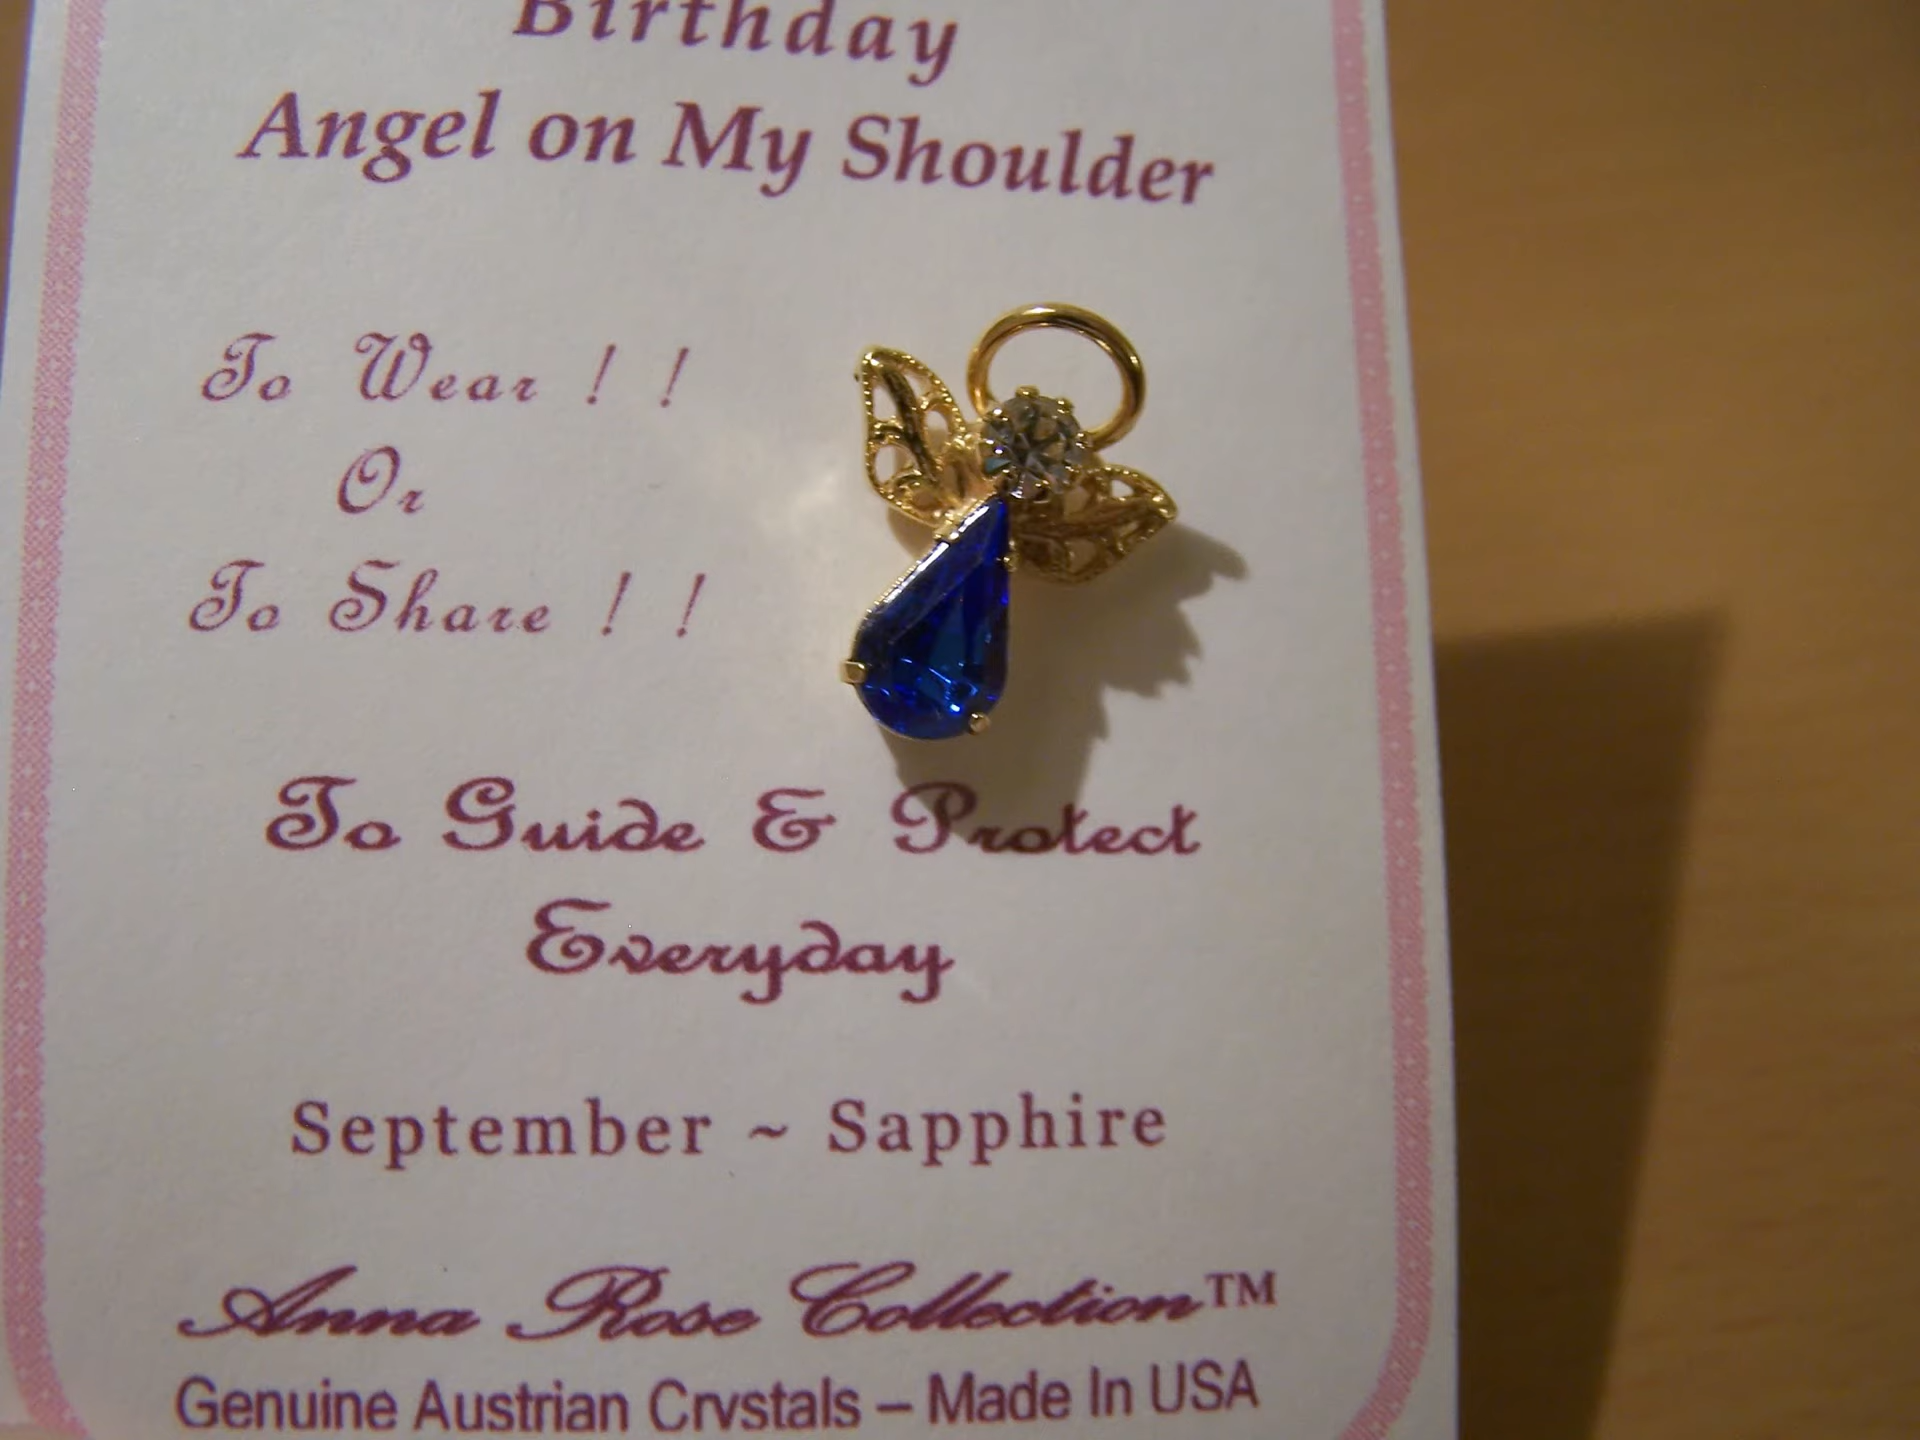 Birthday
Angel on My Shoulder
To Wear ! !
Or
To Share ! !
To Guide & Protect
Everyday
September ~ Sapphire
Anna Rose Collection™
Genuine Austrian Crystals – Made In USA